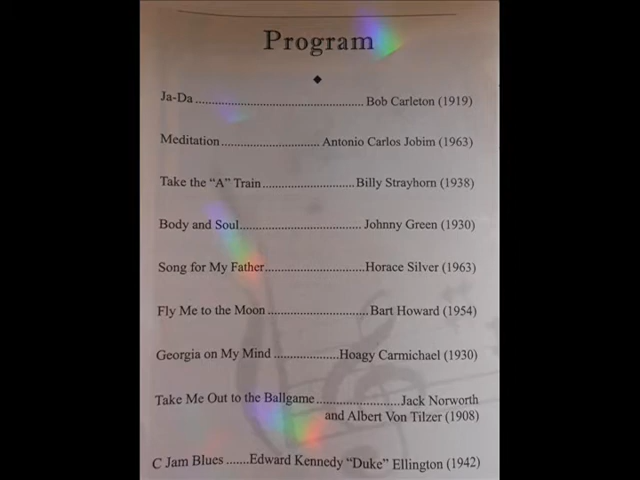 Program
Ja-Da ................................................. Bob Carleton (1919)
Meditation............................. Antonio Carlos Jobim (1963)
Take the “A” Train...........................Billy Strayhorn (1938)
Body and Soul................................... Johnny Green (1930)
Song for My Father.............................Horace Silver (1963)
Fly Me to the Moon .............................Bart Howard (1954)
Georgia on My Mind ...................Hoagy Carmichael (1930)
Take Me Out to the Ballgame.........................Jack Norworth
and Albert Von Tilzer (1908)
C Jam Blues .......Edward Kennedy “Duke” Ellington (1942)